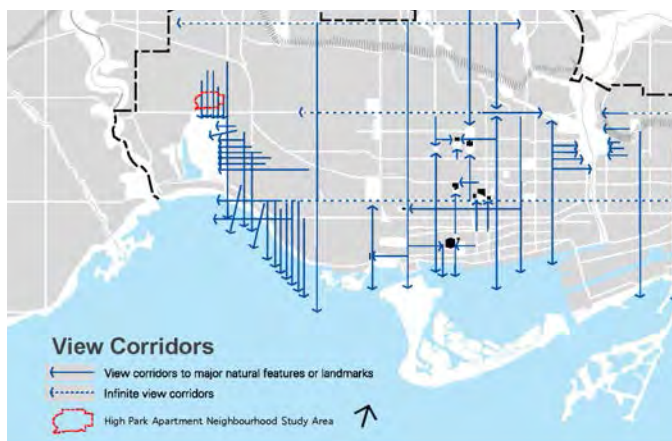 View Corridors
View corridors to major natural features or landmarks
Infinite view corridors
High Park Apartment Neighbourhood Study Area